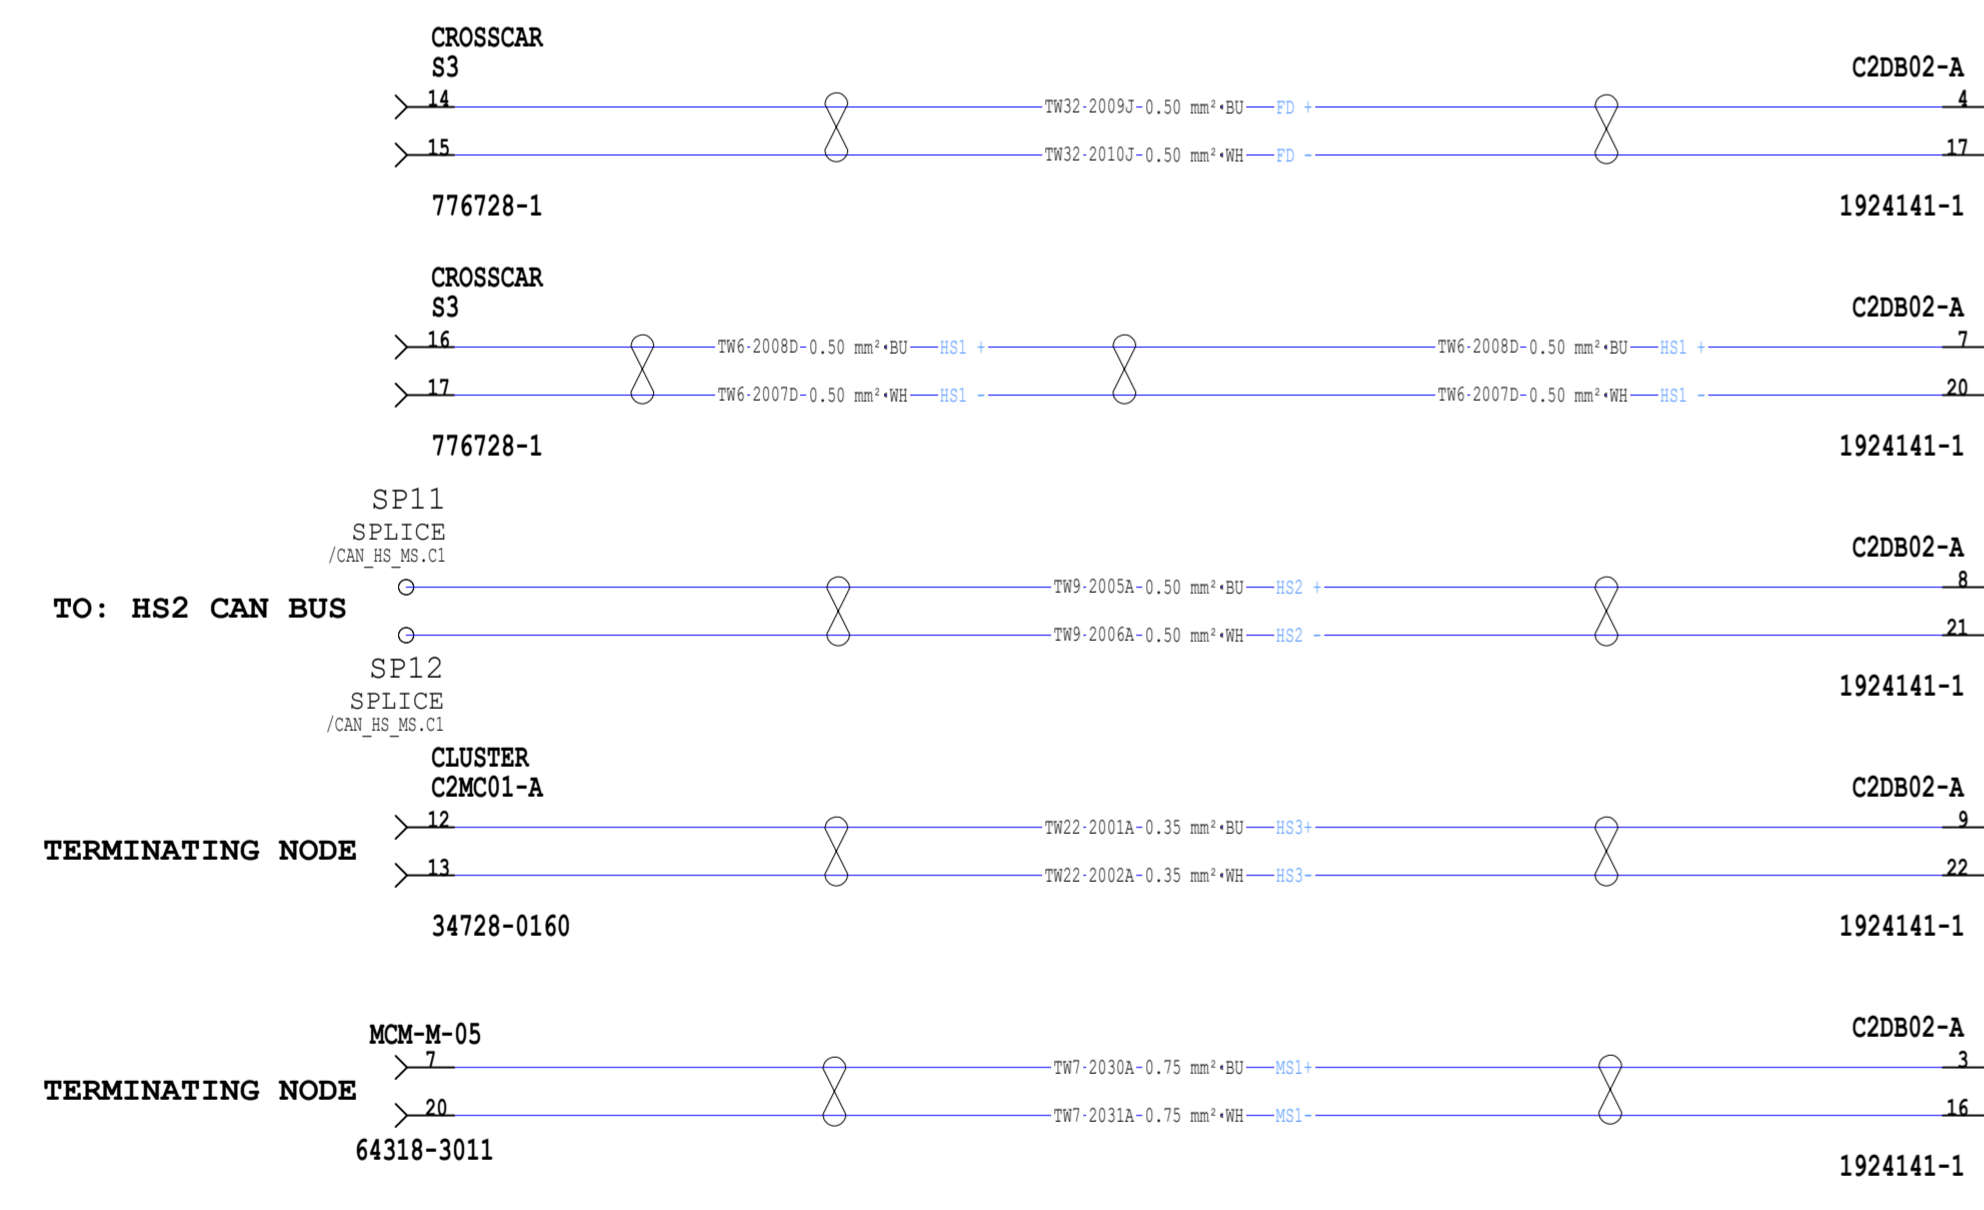 CROSSCAR
S3
C2DB02-A
14 TW32-2009J-0.50 mm²•BU FD + 4
15 TW32-2010J-0.50 mm²•WH FD - 17
776728-1 1924141-1
CROSSCAR
S3 C2DB02-A
16 TW6-2008D-0.50 mm²•BU HS1 + TW6-2008D-0.50 mm²•BU HS1 + 7
17 TW6-2007D-0.50 mm²•WH HS1 - TW6-2007D-0.50 mm²•WH HS1 - 20
776728-1 1924141-1
SP11
SPLICE
/CAN_HS_MS.C1
C2DB02-A
TW9-2005A-0.50 mm²•BU HS2 + 8
TO: HS2 CAN BUS
TW9-2006A-0.50 mm²•WH HS2 - 21
SP12
SPLICE
/CAN_HS_MS.C1
1924141-1
CLUSTER
C2MC01-A C2DB02-A
12 TW22-2001A-0.35 mm²•BU HS3+ 9
TERMINATING NODE
13 TW22-2002A-0.35 mm²•WH HS3- 22
34728-0160 1924141-1
MCM-M-05 C2DB02-A
7 TW7-2030A-0.75 mm²•BU MS1+ 3
TERMINATING NODE
20 TW7-2031A-0.75 mm²•WH MS1- 16
64318-3011 1924141-1